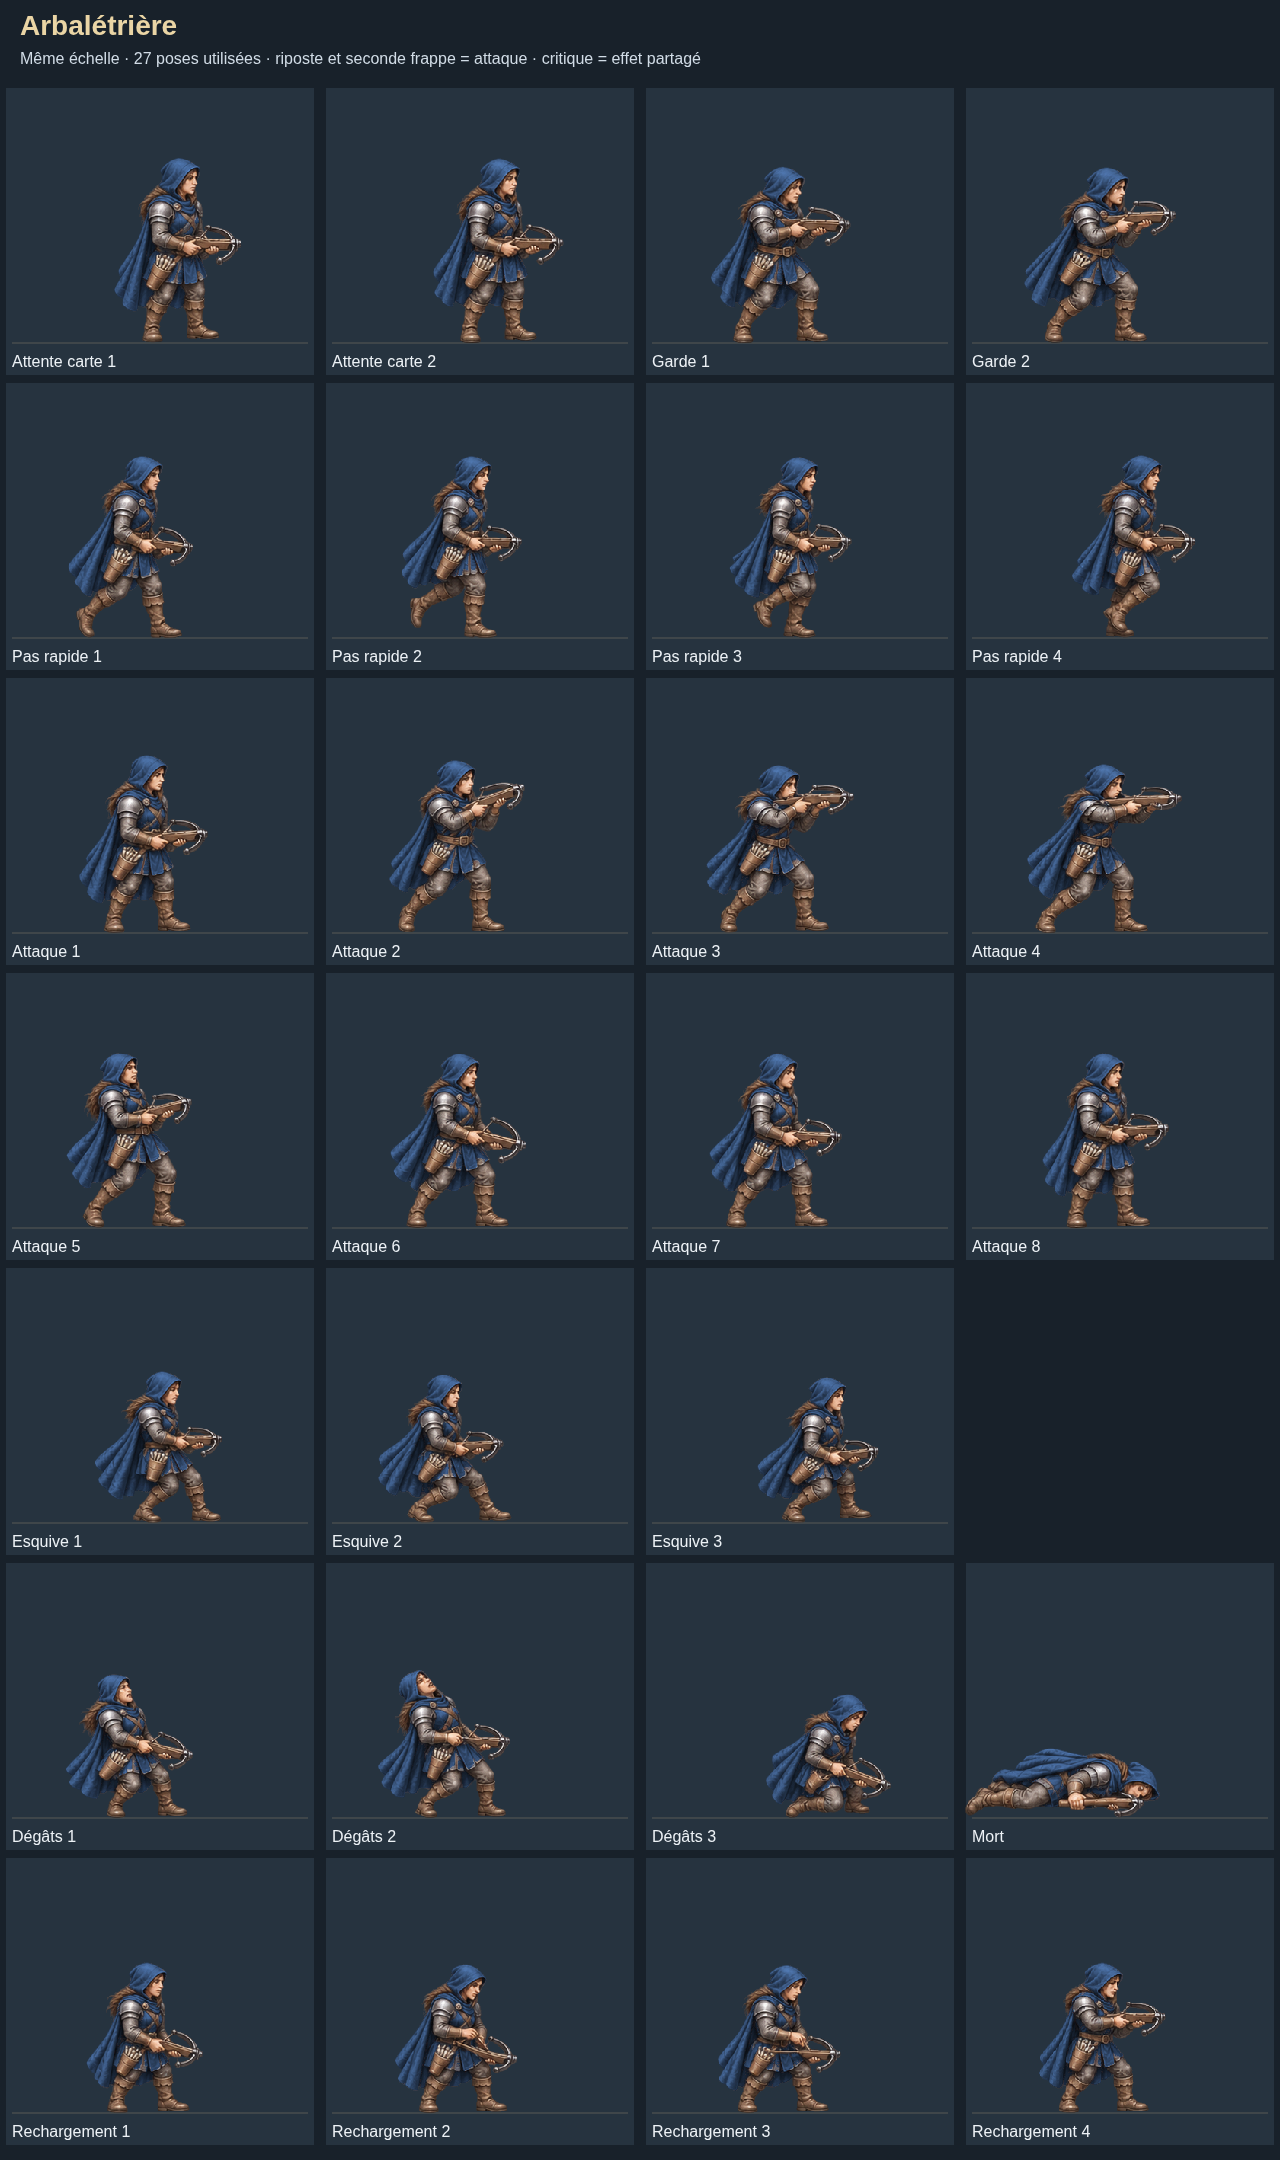 Arbalétrière
Même échelle · 27 poses utilisées · riposte et seconde frappe = attaque · critique = effet partagé
Attente carte 1
Attente carte 2
Garde 1
Garde 2
Pas rapide 1
Pas rapide 2
Pas rapide 3
Pas rapide 4
Attaque 1
Attaque 2
Attaque 3
Attaque 4
Attaque 5
Attaque 6
Attaque 7
Attaque 8
Esquive 1
Esquive 2
Esquive 3
Dégâts 1
Dégâts 2
Dégâts 3
Mort
Rechargement 1
Rechargement 2
Rechargement 3
Rechargement 4